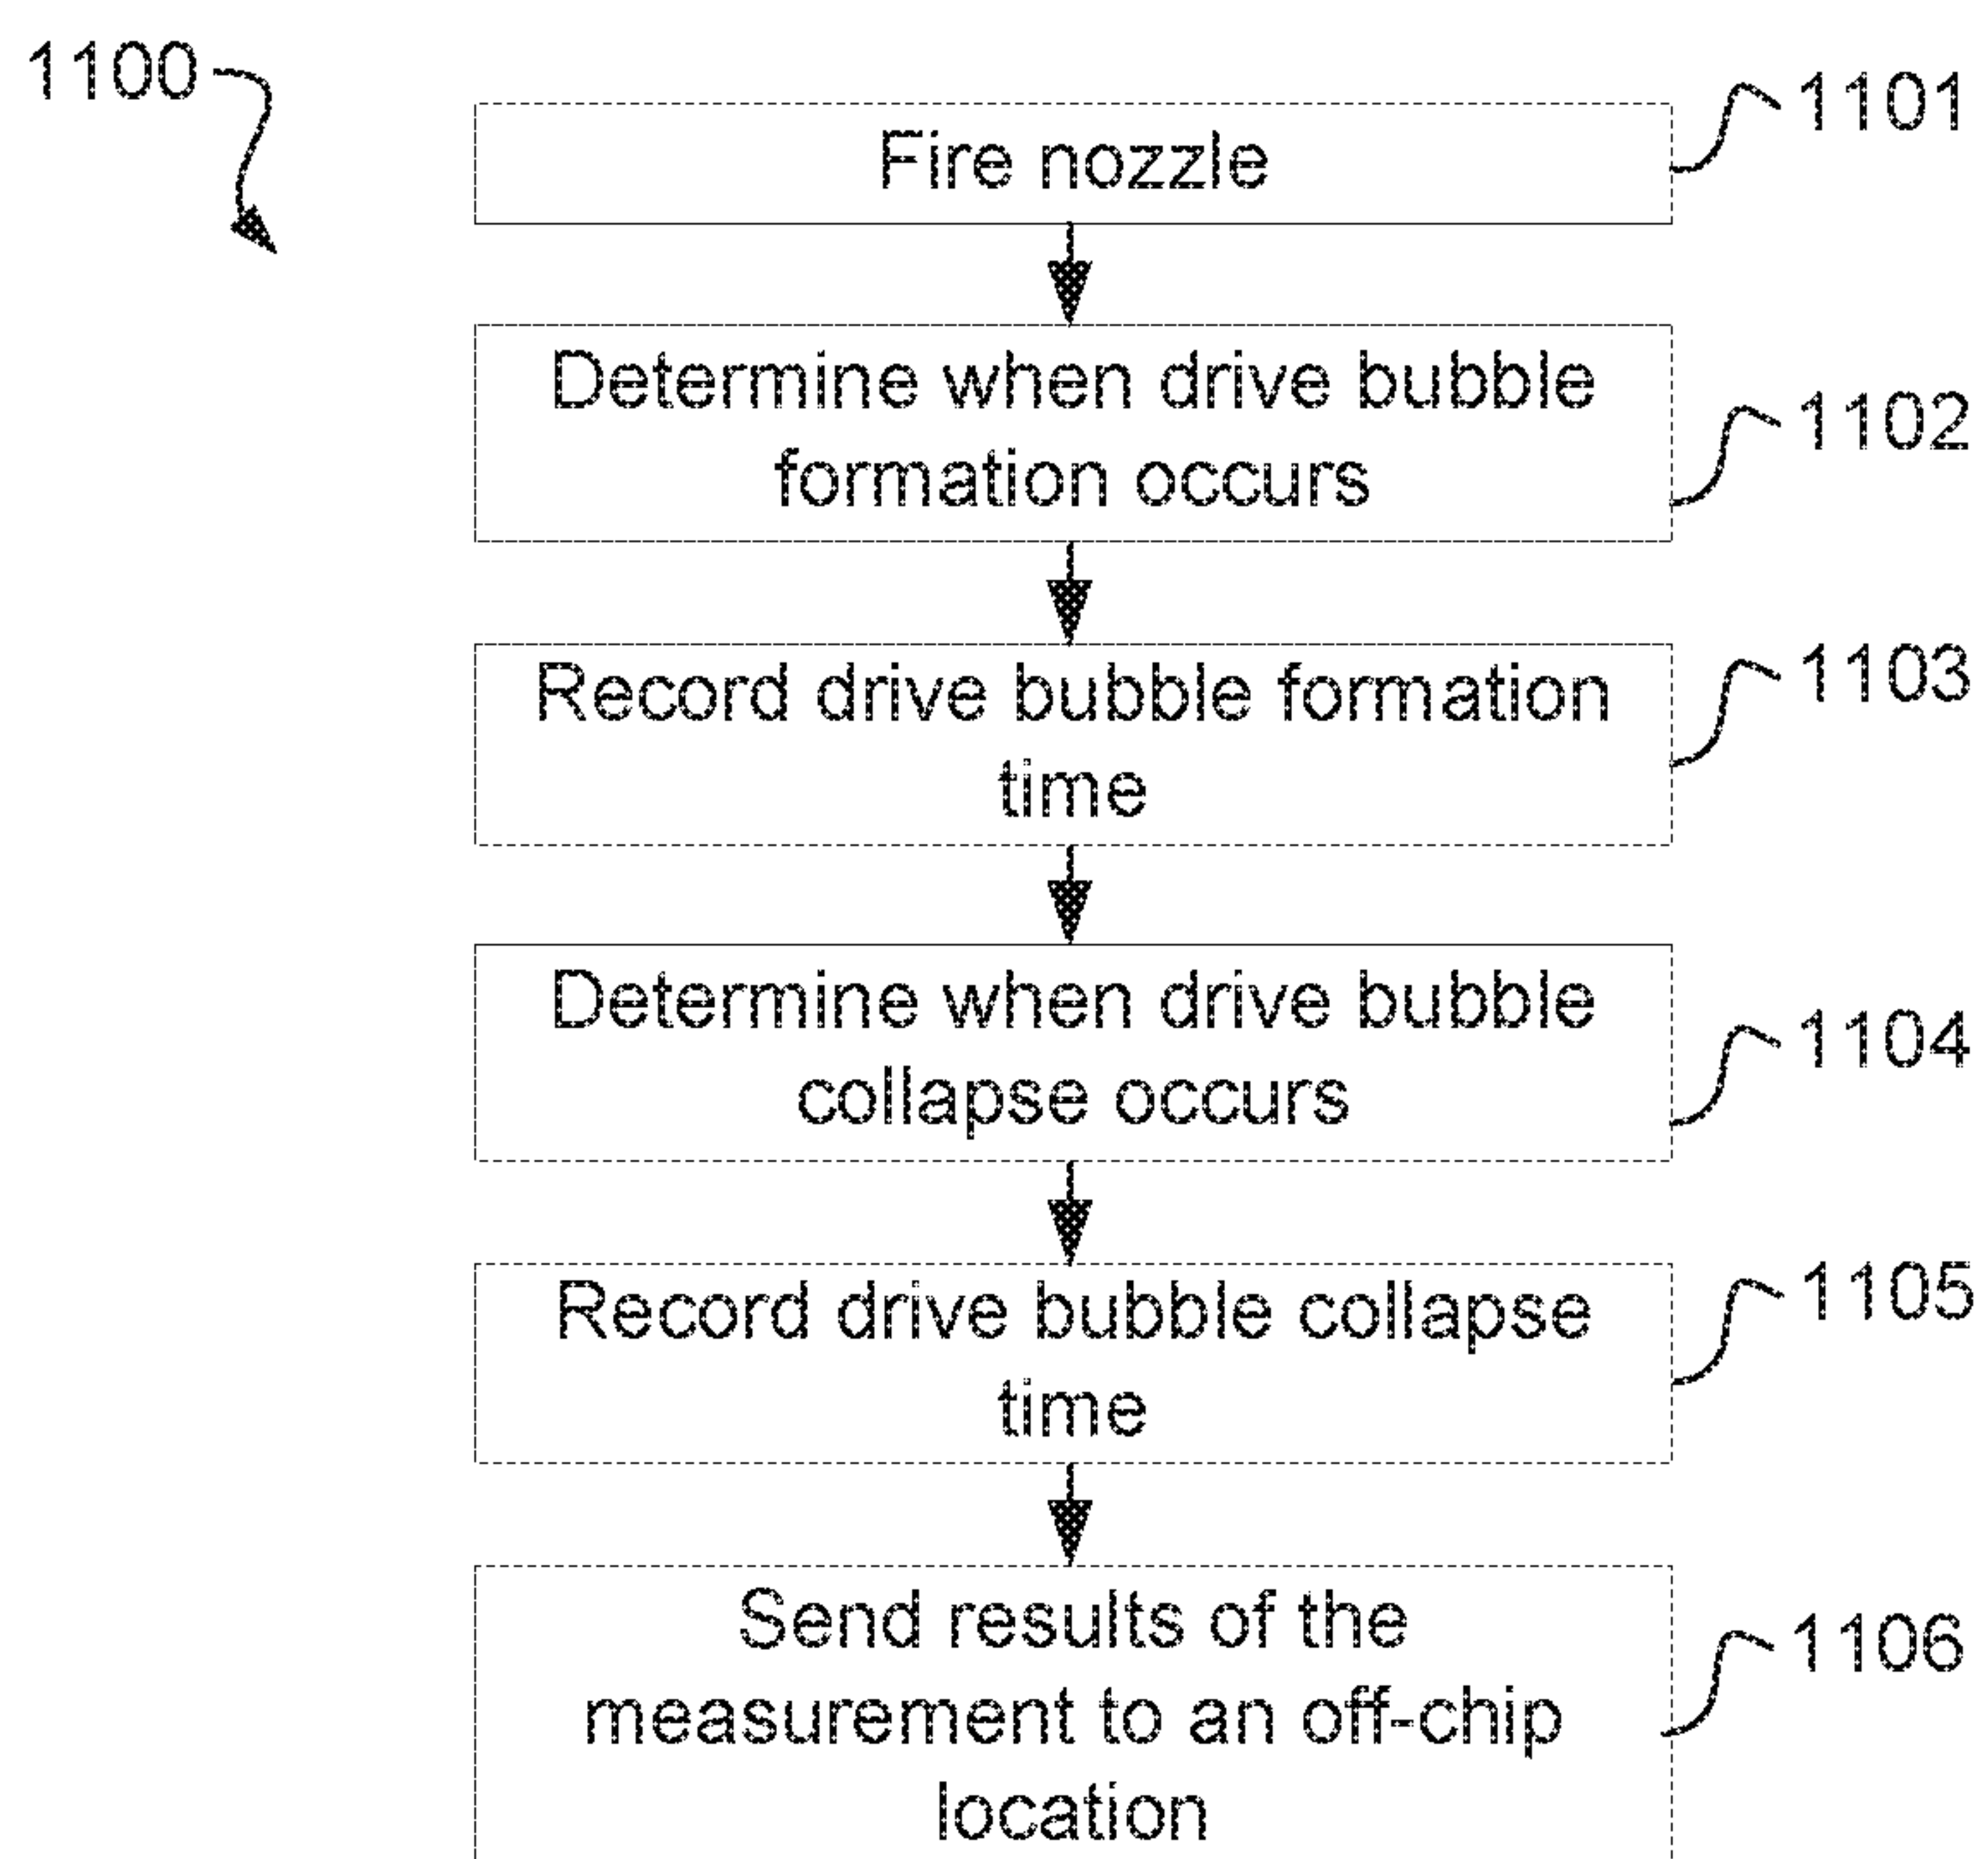 1100
Fire nozzle
1101
Determine when drive bubble
formation occurs
1102
Record drive bubble formation
time
1103
Determine when drive bubble
collapse occurs
1104
Record drive bubble collapse
time
1105
Send results of the
measurement to an off-chip
location
1106